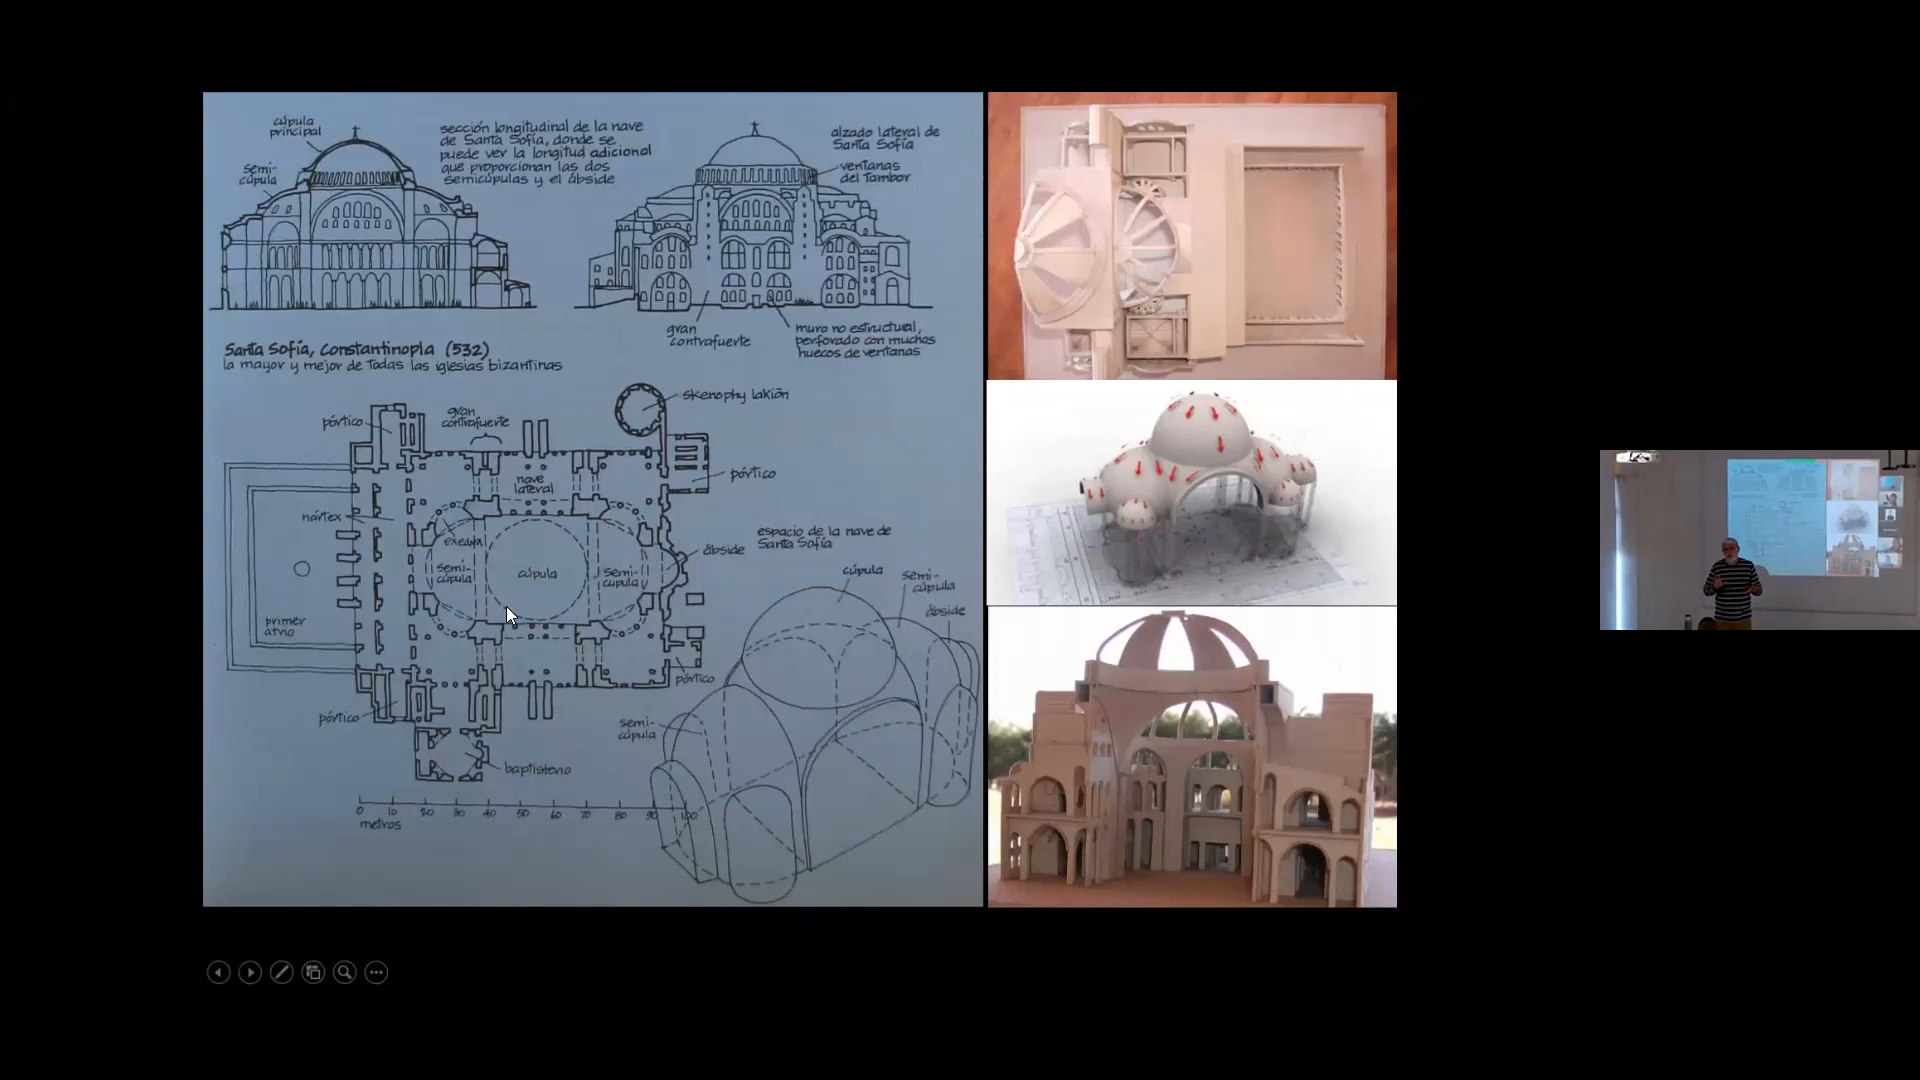 cúpula
principal
semi-
cúpula
sección longitudinal de la nave
de Santa Sofía, donde se
puede ver la longitud adicional
que proporcionan las dos
semicúpulas y el ábside
alzado lateral de
Santa Sofía
ventanas
del tambor
gran
contrafuerte
muro no estructural,
perforado con muchos
huecos de ventanas
Santa Sofía, Constantinopla (532)
la mayor y mejor de todas las iglesias bizantinas
skenophy lakión
pórtico
gran
contrafuerte
pórtico
nave
lateral
nártex
exedra
ábside
semi-
cúpula
cúpula
semi-
cúpula
primer
atrio
pórtico
pórtico
baptisterio
0 10 20 30 40 50 60 70 80 90 100
metros
espacio de la nave de
Santa Sofía
cúpula
semi-
cúpula
ábside
semi-
cúpula